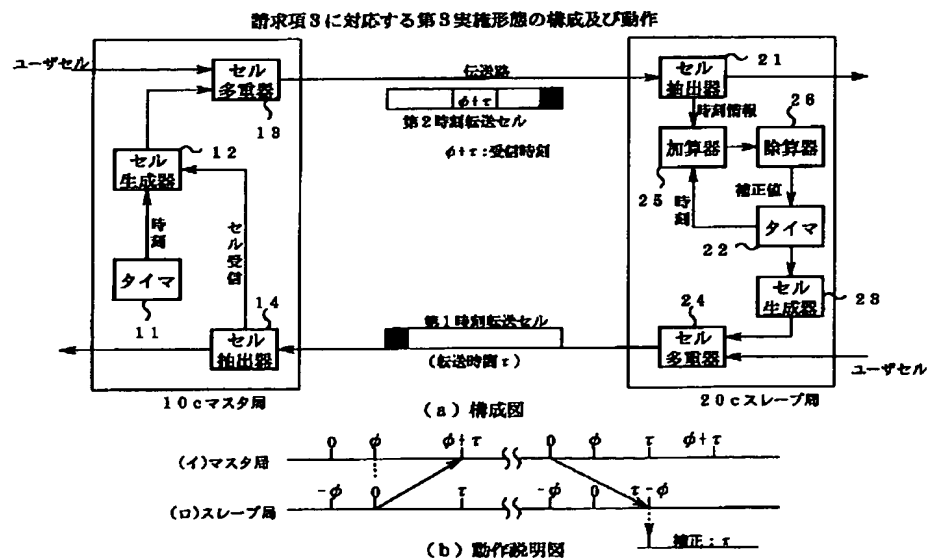 請求項3に対応する第3実施形態の構成及び動作
ユーザセル
セル
多重器
13
伝送路
φ+τ
第2時刻転送セル
φ+τ:受信時刻
セル
抽出器
21
時刻情報
26
加算器
除算器
25
時刻
補正値
タイマ
22
セル
生成器
12
時刻
セル受信
タイマ
11
14
セル
抽出器
第1時刻転送セル
(転送時間τ)
24
セル
多重器
セル
生成器
23
ユーザセル
10cマスタ局
20cスレーブ局
(a)構成図
0 φ φ+τ 0 φ τ φ+τ
(イ)マスタ局
-φ 0 τ -φ 0 τ-φ
(ロ)スレーブ局
補正:τ
(b)動作説明図